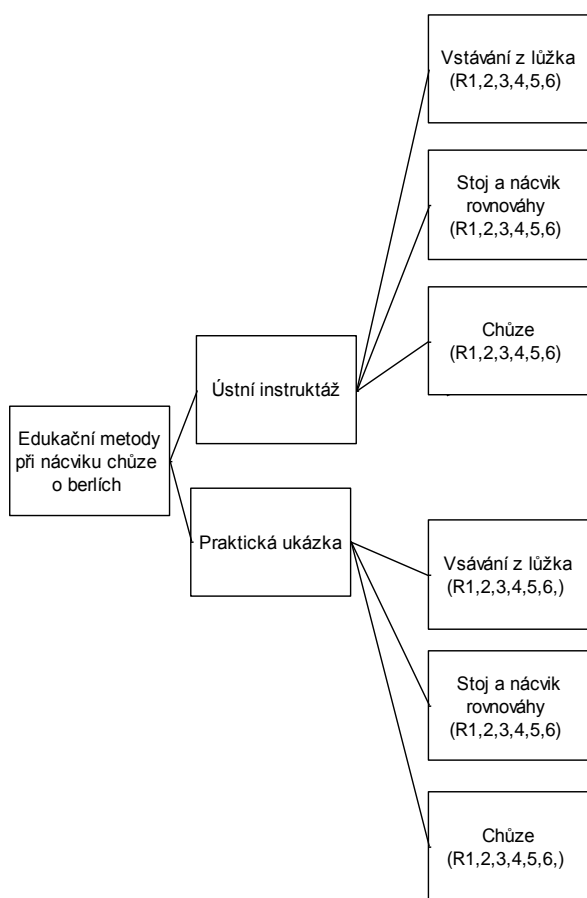 Edukační metody
při nácviku chůze
o berlích
Ústní instruktáž
Vstávání z lůžka
(R1,2,3,4,5,6)
Stoj a nácvik
rovnováhy
(R1,2,3,4,5,6)
Chůze
(R1,2,3,4,5,6)
Praktická ukázka
Vsávání z lůžka
(R1,2,3,4,5,6,)
Stoj a nácvik
rovnováhy
(R1,2,3,4,5,6)
Chůze
(R1,2,3,4,5,6,)